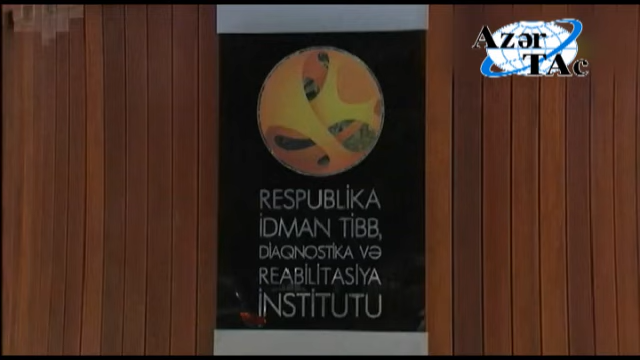 Azər
TAc
RESPUBLİKA
İDMAN TİBB,
DİAQNOSTİKA VƏ
REABİLİTASİYA
İNSTİTUTU